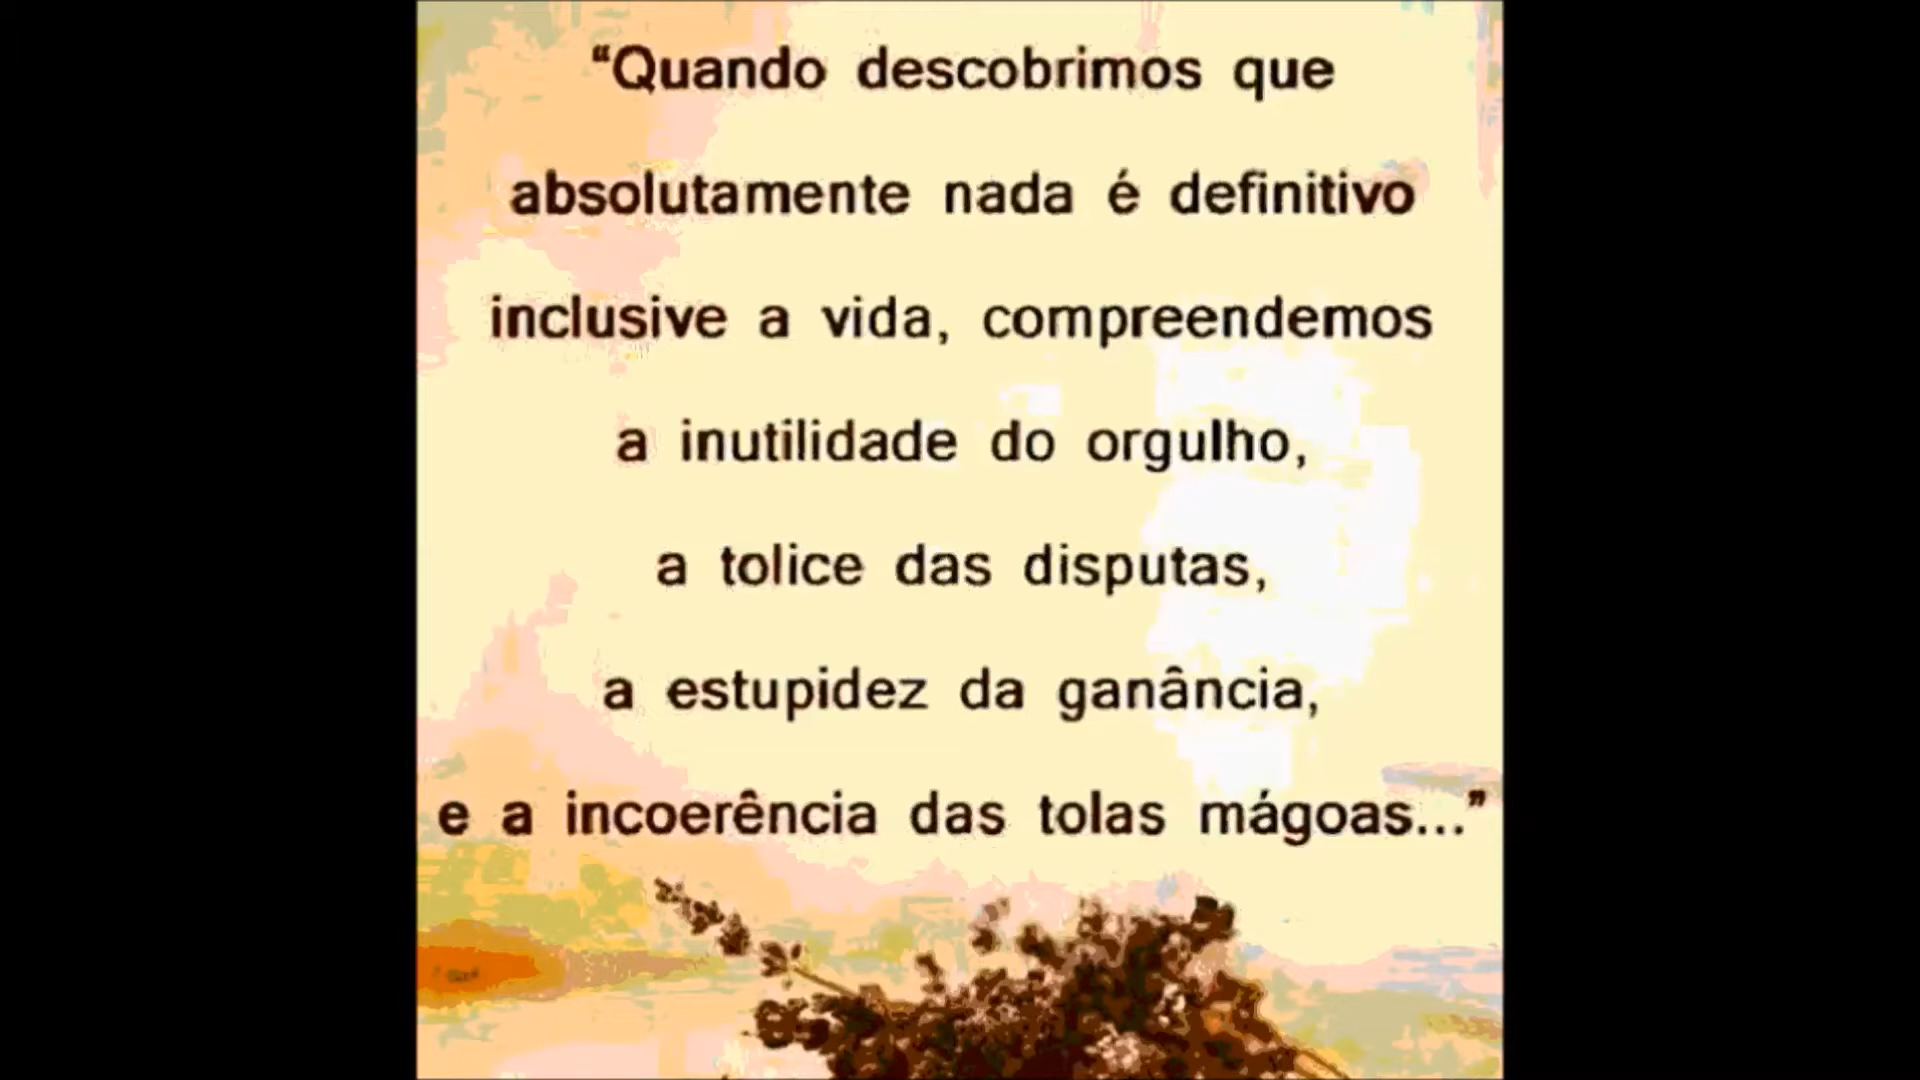 “Quando descobrimos que
absolutamente nada é definitivo
inclusive a vida, compreendemos
a inutilidade do orgulho,
a tolice das disputas,
a estupidez da ganância,
e a incoerência das tolas mágoas...”